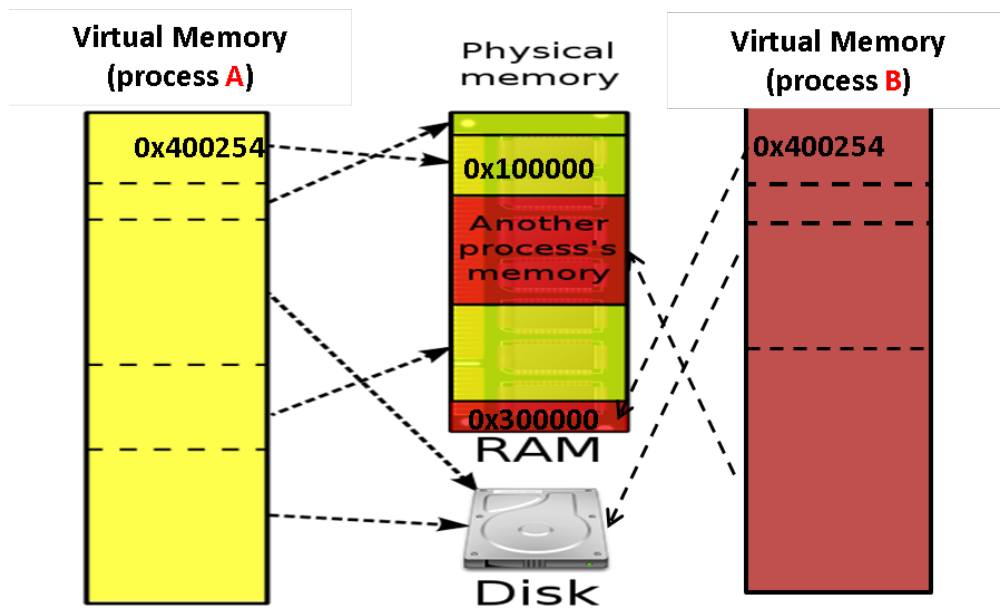 Virtual Memory
(process A)
Physical
memory
Virtual Memory
(process B)
0x400254
0x100000
Another
process's
memory
0x300000
RAM
Disk
0x400254